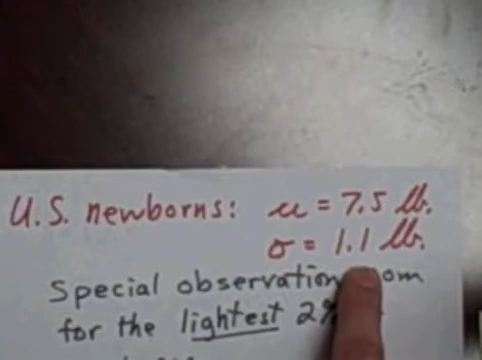 U.S. newborns: μ = 7.5 lb.
σ = 1.1 lb.
Special observation
for the lightest